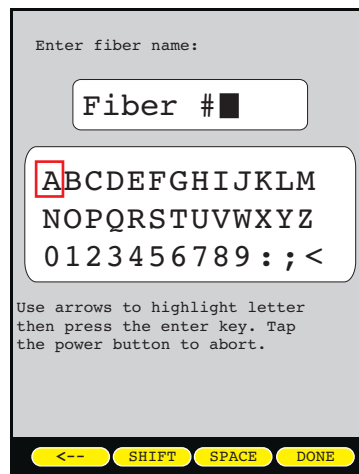 Enter fiber name:
Fiber #
ABCDEFGHIJKLM
NOPQRSTUVWXYZ
0123456789:;<
Use arrows to highlight letter
then press the enter key. Tap
the power button to abort.
<-- SHIFT SPACE DONE